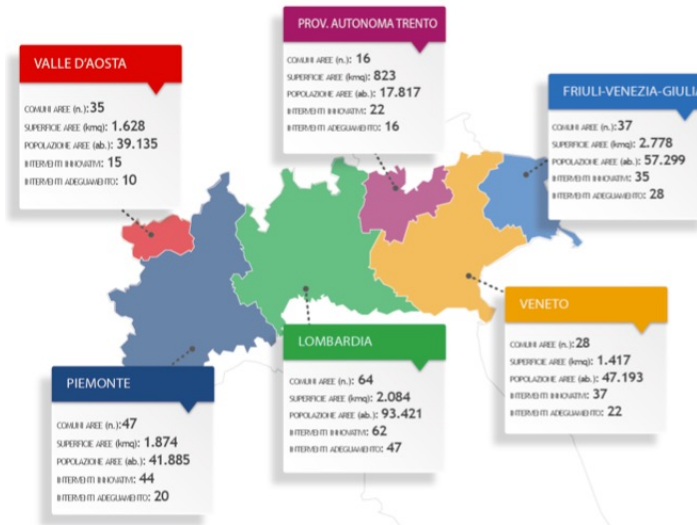 PROV. AUTONOMA TRENTO
COMUNI AREE (n.): 16
SUPERFICIE AREE (kmq): 823
POPOLAZIONE AREE (ab.): 17.817
INTERVENTI INNOVATIVI: 22
INTERVENTI ADEGUAMENTO: 16
VALLE D'AOSTA
COMUNI AREE (n.): 35
SUPERFICIE AREE (kmq): 1.628
POPOLAZIONE AREE (ab.): 39.135
INTERVENTI INNOVATIVI: 15
INTERVENTI ADEGUAMENTO: 10
FRIULI-VENEZIA-GIULIA
COMUNI AREE (n.): 37
SUPERFICIE AREE (kmq): 2.778
POPOLAZIONE AREE (ab.): 57.299
INTERVENTI INNOVATIVI: 35
INTERVENTI ADEGUAMENTO: 28
VENETO
COMUNI AREE (n.): 28
SUPERFICIE AREE (kmq): 1.417
POPOLAZIONE AREE (ab.): 47.193
INTERVENTI INNOVATIVI: 37
INTERVENTI ADEGUAMENTO: 22
LOMBARDIA
COMUNI AREE (n.): 64
SUPERFICIE AREE (kmq): 2.084
POPOLAZIONE AREE (ab.): 93.421
INTERVENTI INNOVATIVI: 62
INTERVENTI ADEGUAMENTO: 47
PIEMONTE
COMUNI AREE (n.): 47
SUPERFICIE AREE (kmq): 1.874
POPOLAZIONE AREE (ab.): 41.885
INTERVENTI INNOVATIVI: 44
INTERVENTI ADEGUAMENTO: 20